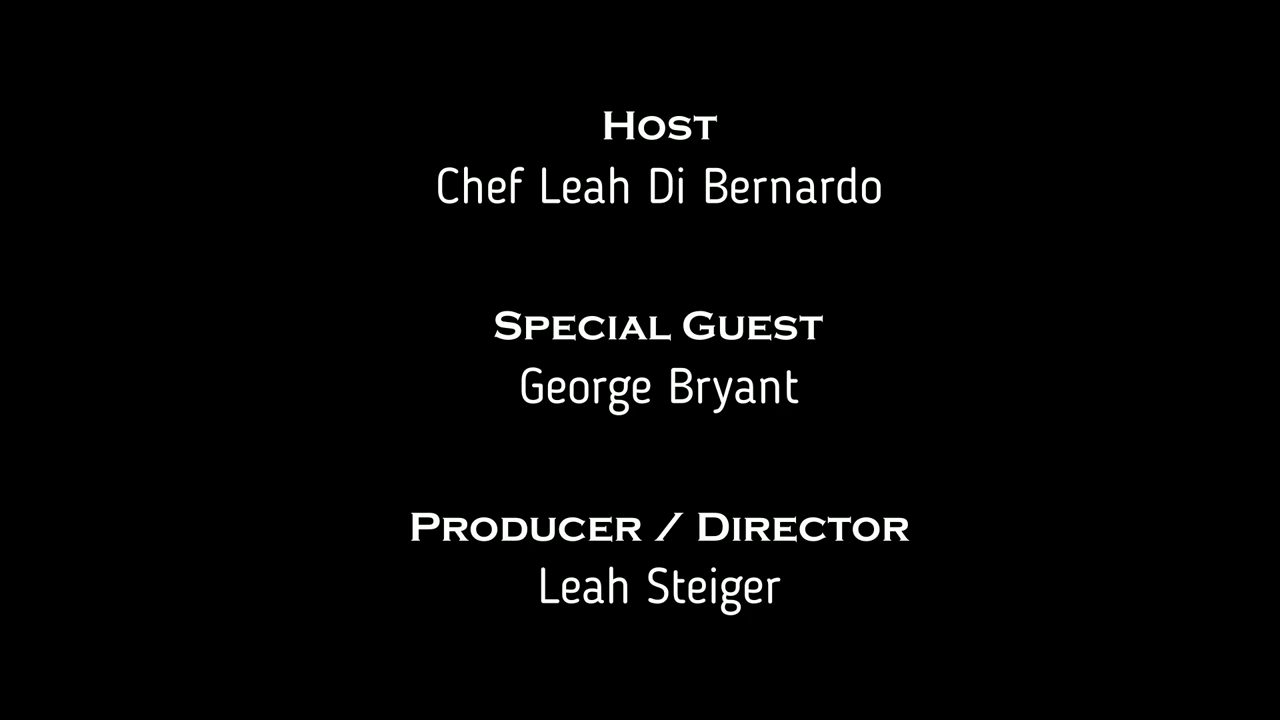 Host
Chef Leah Di Bernardo
Special Guest
George Bryant
Producer / Director
Leah Steiger